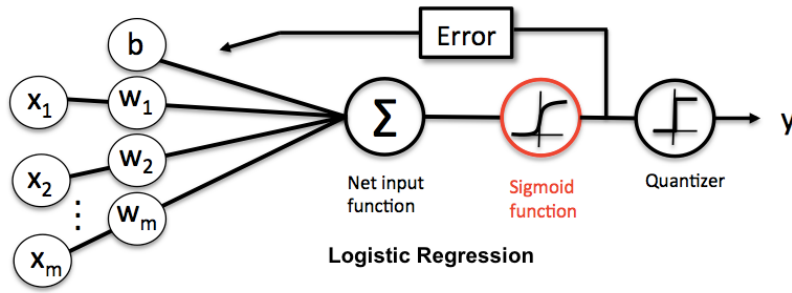 Error
b
x1
w1
Σ
y
x2
w2
Net input
function
Sigmoid
function
Quantizer
⋮
wm
xm
Logistic Regression